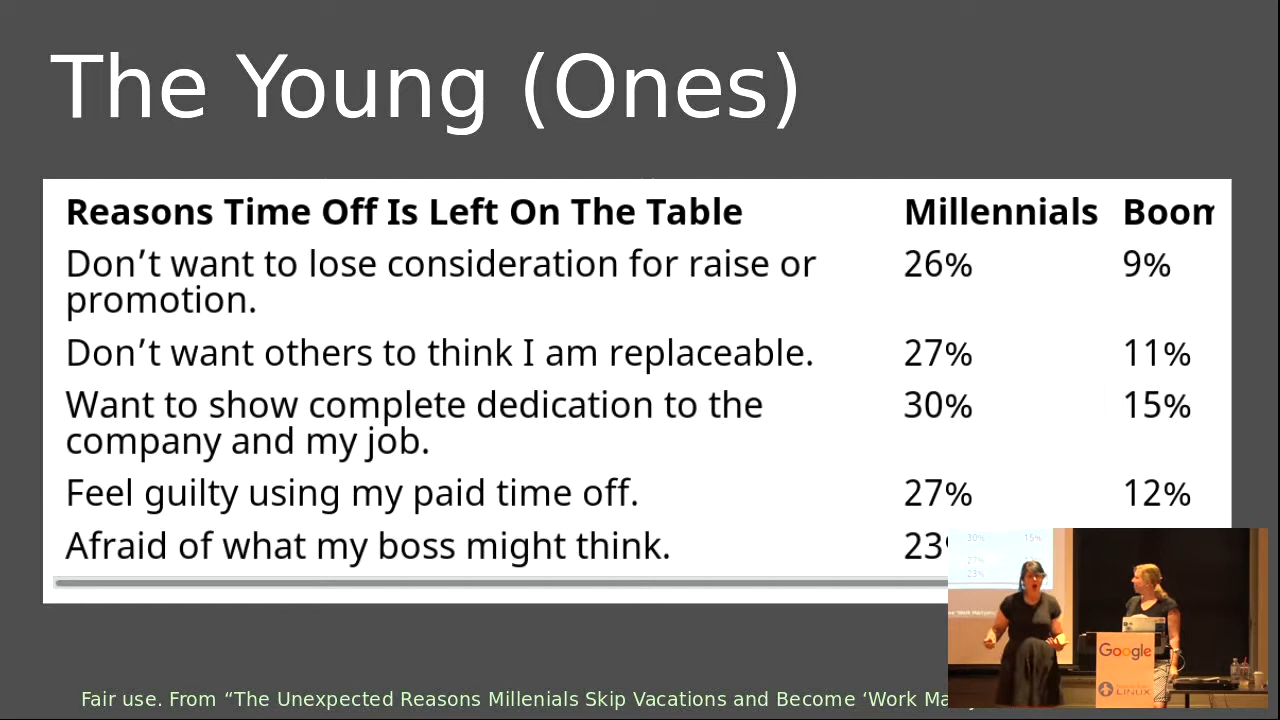 The Young (Ones)
Reasons Time Off Is Left On The Table Millennials Boom
Don’t want to lose consideration for raise or 26% 9%
promotion.
Don’t want others to think I am replaceable. 27% 11%
Want to show complete dedication to the 30% 15%
company and my job.
Feel guilty using my paid time off. 27% 12%
Afraid of what my boss might think. 23%
30% 15%
27%
23%
Google
LINUX
Fair use. From “The Unexpected Reasons Millenials Skip Vacations and Become ‘Work